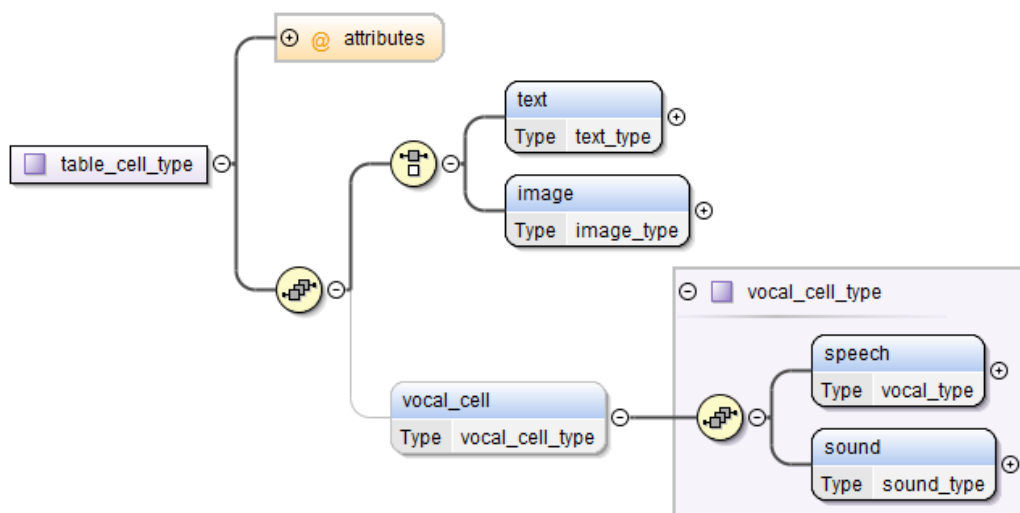 @ attributes
text
Type text_type
table_cell_type
image
Type image_type
vocal_cell_type
speech
Type vocal_type
vocal_cell
Type vocal_cell_type
sound
Type sound_type